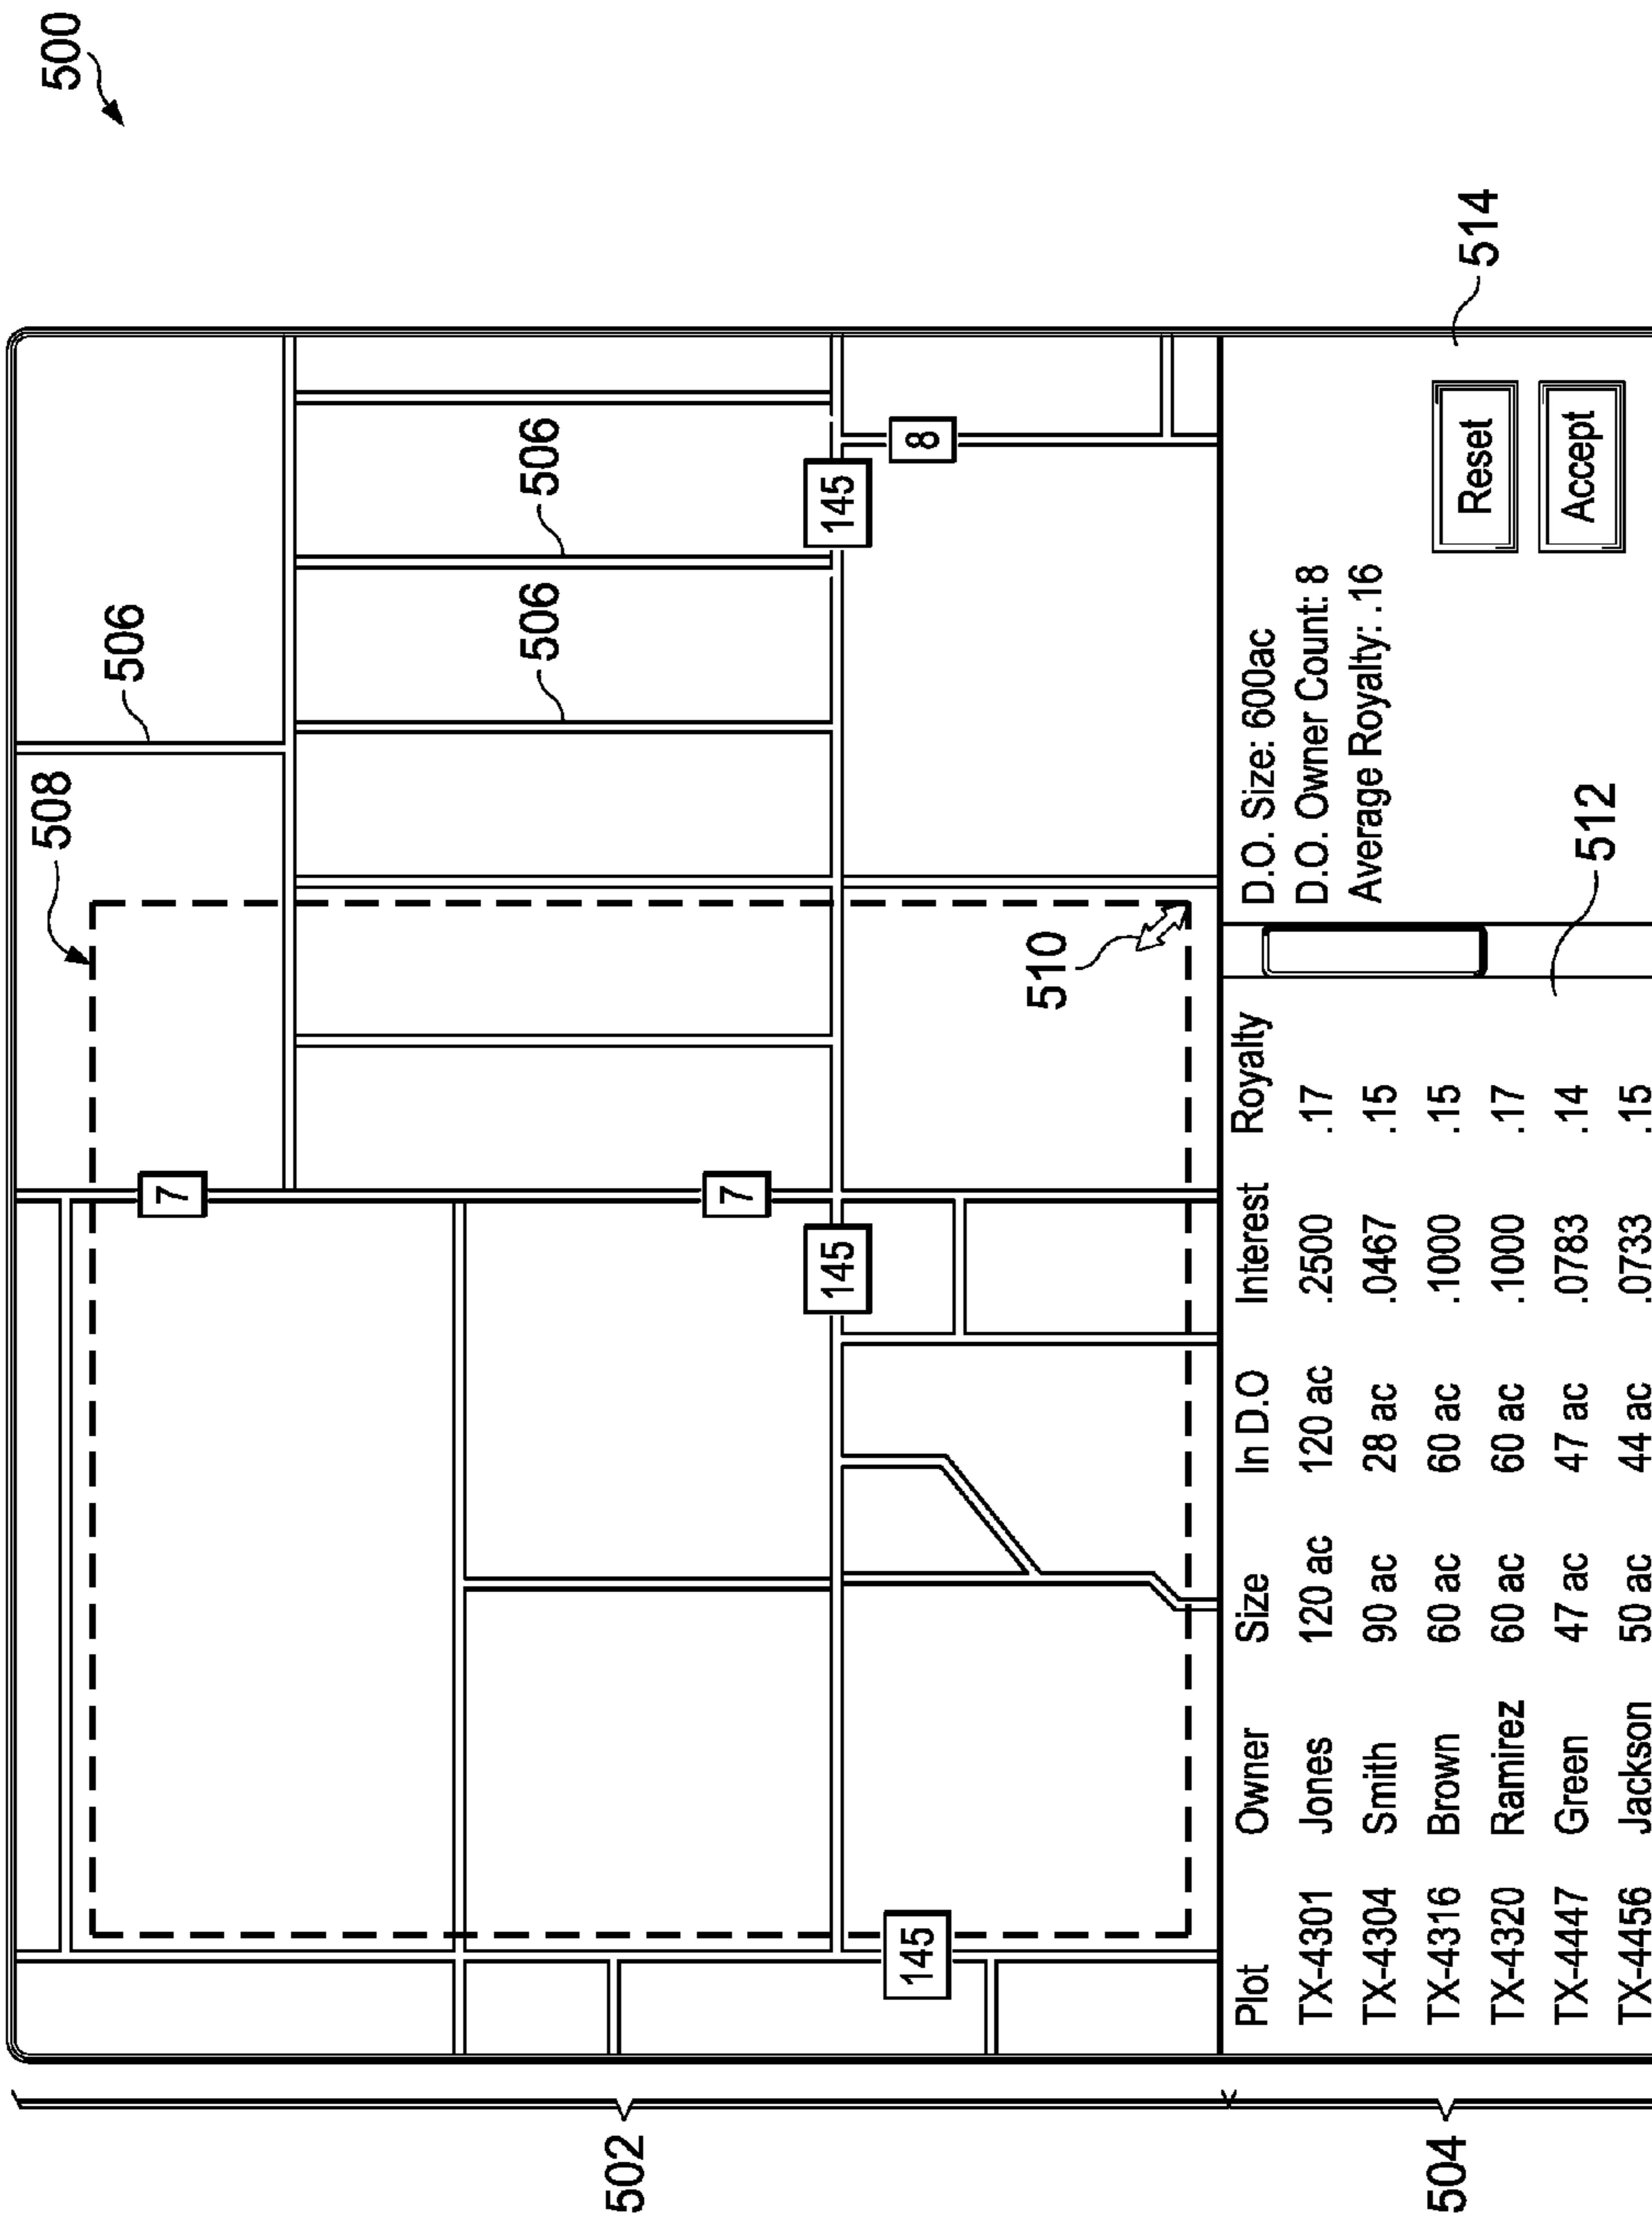 500
508
506
7
506 506
502
7
145 145
145 8
510
Plot Owner Size In D.O Interest Royalty
TX-4301 Jones 120 ac 120 ac .2500 .17
TX-4304 Smith 90 ac 28 ac .0467 .15
TX-4316 Brown 60 ac 60 ac .1000 .15
TX-4320 Ramirez 60 ac 60 ac .1000 .17
TX-4447 Green 47 ac 47 ac .0783 .14
TX-4456 Jackson 50 ac 44 ac .0733 .15
D.O. Size: 600ac
D.O. Owner Count: 8
Average Royalty: .16
Reset
Accept
504
514
512